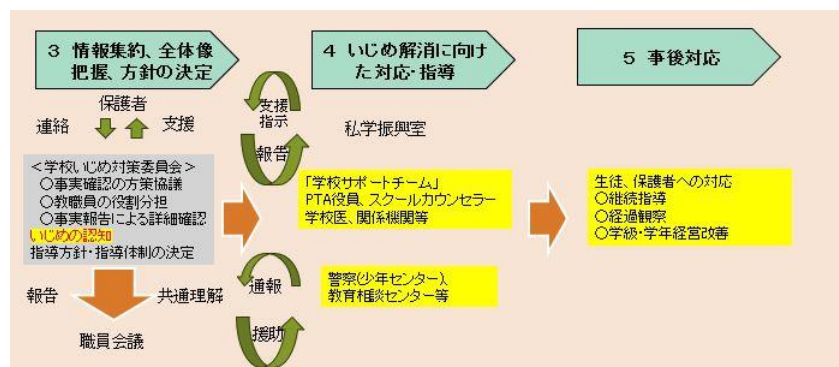 3 情報集約、全体像
把握、方針の決定
4 いじめ解消に向け
た対応・指導
5 事後対応
保護者
連絡
支援
支援
指示
報告
私学振興室
＜学校いじめ対策委員会＞
○事実確認の方策協議
○教職員の役割分担
○事実報告による詳細確認
いじめの認知
指導方針・指導体制の決定
「学校サポートチーム」
PTA役員、スクールカウンセラー
学校医、関係機関等
生徒、保護者への対応
○継続指導
○経過観察
○学級・学年経営改善
報告
共通理解
職員会議
通報
援助
警察(少年センター)、
教育相談センター等